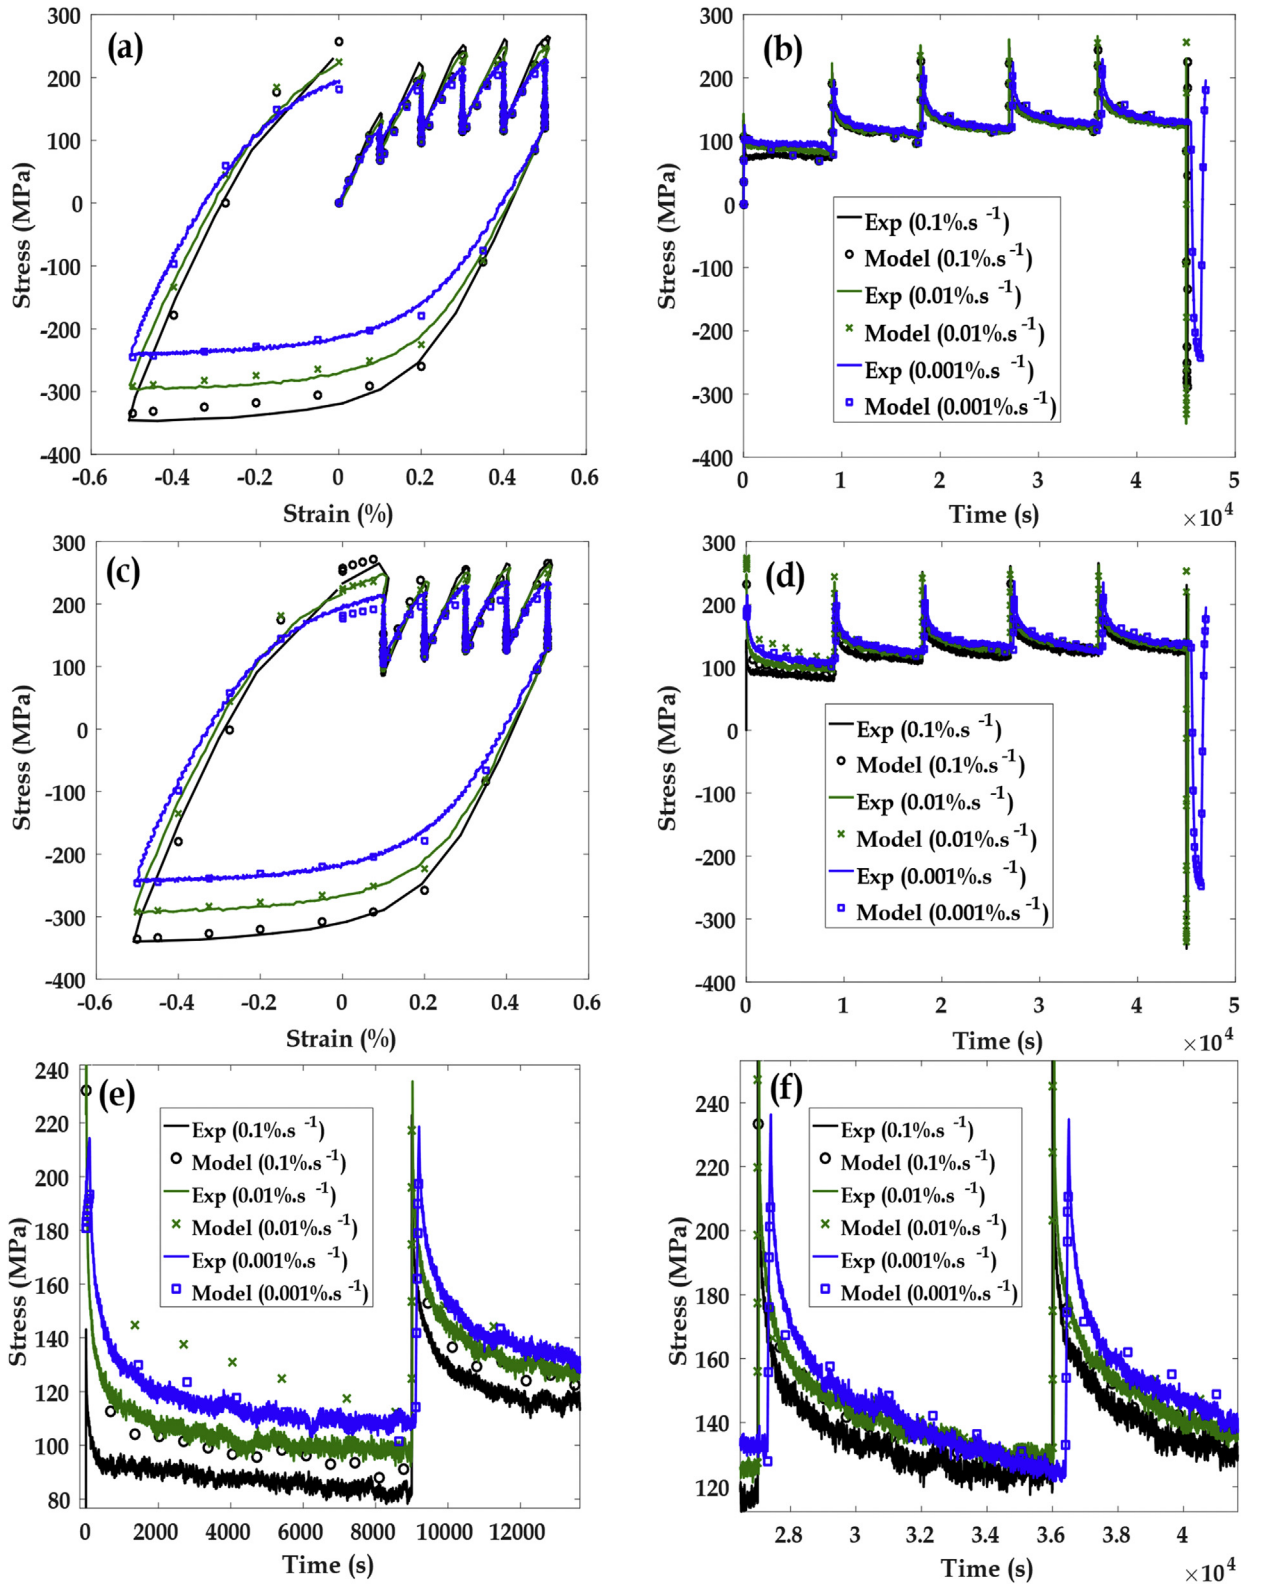 (a)
300
200
100
0
-100
-200
-300
-400
Stress (MPa)
-0.6
-0.4
-0.2
0
0.2
0.4
0.6
Strain (%)
(b)
300
200
100
0
-100
-200
-300
-400
Stress (MPa)
Exp (0.1%.s -1)
Model (0.1%.s-1)
Exp (0.01%.s -1)
Model (0.01%.s -1)
Exp (0.001%.s -1)
Model (0.001%.s-1)
0
1
2
3
4
5
Time (s)
×10 4
(c)
300
200
100
0
-100
-200
-300
-400
Stress (MPa)
-0.6
-0.4
-0.2
0
0.2
0.4
0.6
Strain (%)
(d)
300
200
100
0
-100
-200
-300
-400
Stress (MPa)
Exp (0.1%.s -1)
Model (0.1%.s-1)
Exp (0.01%.s -1)
Model (0.01%.s -1)
Exp (0.001%.s -1)
Model (0.001%.s -1)
0
1
2
3
4
5
Time (s)
×10 4
(e)
240
220
200
180
160
140
120
100
80
Stress (MPa)
Exp (0.1%.s -1)
Model (0.1%.s -1)
Exp (0.01%.s -1)
Model (0.01%.s -1)
Exp (0.001%.s -1)
Model (0.001%.s -1)
0
2000
4000
6000
8000
10000
12000
Time (s)
(f)
240
220
200
180
160
140
120
Stress (MPa)
Exp (0.1%.s -1)
Model (0.1%.s -1)
Exp (0.01%.s -1)
Model (0.01%.s -1)
Exp (0.001%.s -1)
Model (0.001%.s -1)
2.8
3
3.2
3.4
3.6
3.8
4
Time (s)
×10 4